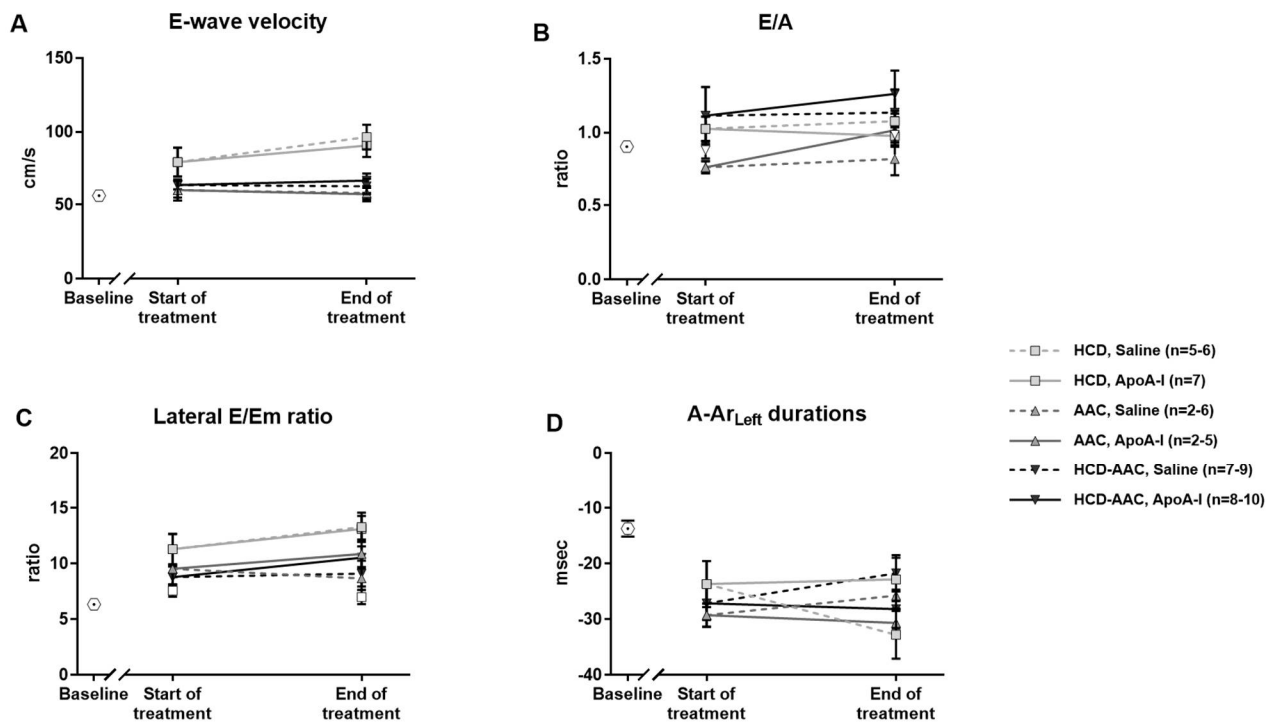 A
E-wave velocity
150
100
50
0
cm/s
Baseline
Start of
treatment
End of
treatment
B
E/A
1.5
1.0
0.5
0.0
ratio
Baseline
Start of
treatment
End of
treatment
HCD, Saline (n=5-6)
HCD, ApoA-I (n=7)
AAC, Saline (n=2-6)
AAC, ApoA-I (n=2-5)
HCD-AAC, Saline (n=7-9)
HCD-AAC, ApoA-I (n=8-10)
C
Lateral E/Em ratio
20
15
10
5
0
ratio
Baseline
Start of
treatment
End of
treatment
D
A-ArLeft durations
0
-10
-20
-30
-40
msec
Baseline
Start of
treatment
End of
treatment